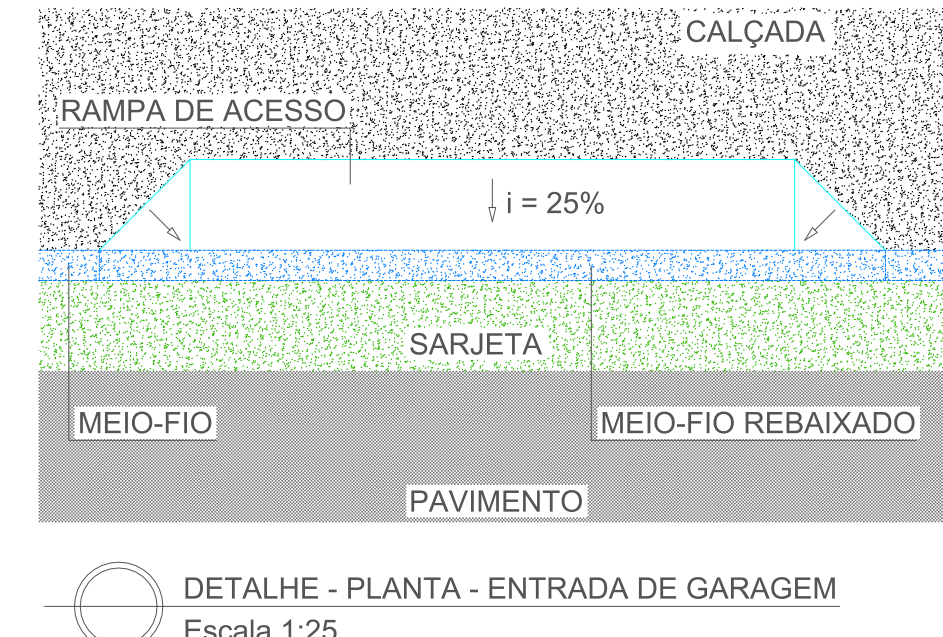 CALÇADA
RAMPA DE ACESSO
i = 25%
SARJETA
MEIO-FIO
MEIO-FIO REBAIXADO
PAVIMENTO
DETALHE - PLANTA - ENTRADA DE GARAGEM
Escala 1:25